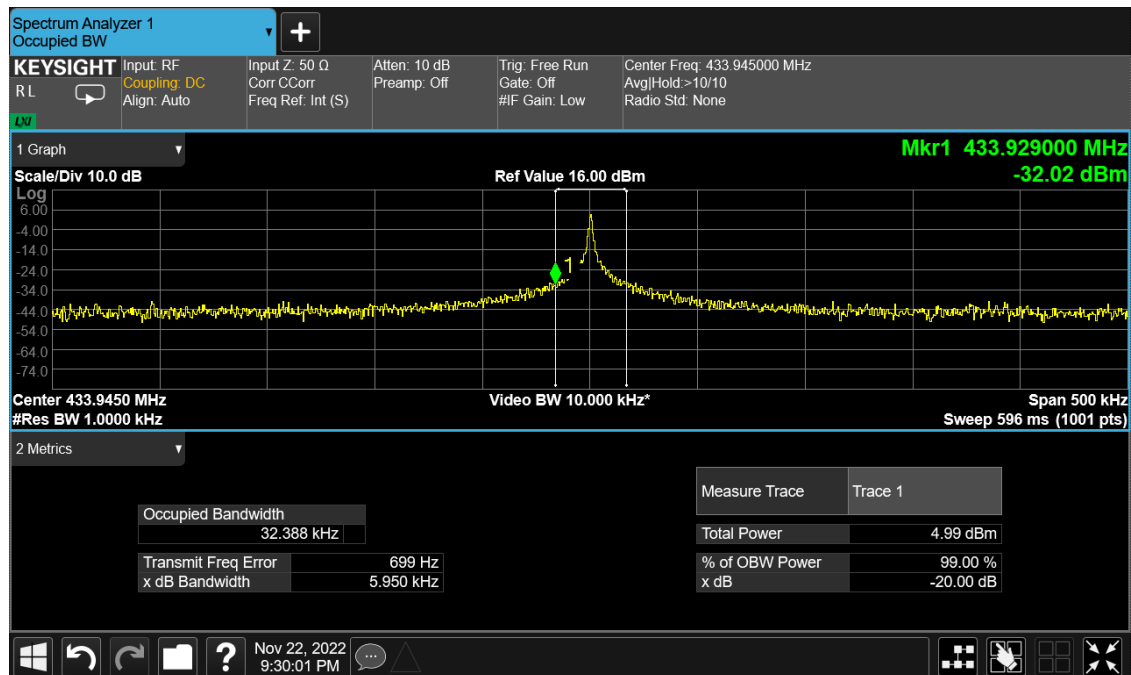 Spectrum Analyzer 1
Occupied BW
+
KEYSIGHT
R L
LXI
Input: RF
Coupling: DC
Align: Auto
Input Z: 50 Ω
Corr CCorr
Freq Ref: Int (S)
Atten: 10 dB
Preamp: Off
Trig: Free Run
Gate: Off
#IF Gain: Low
Center Freq: 433.945000 MHz
Avg|Hold:>10/10
Radio Std: None
1 Graph
Mkr1 433.929000 MHz
-32.02 dBm
Scale/Div 10.0 dB
Ref Value 16.00 dBm
Log
6.00
-4.00
-14.0
-24.0
-34.0
-44.0
-54.0
-64.0
-74.0
1
Center 433.9450 MHz
#Res BW 1.0000 kHz
Video BW 10.000 kHz*
Span 500 kHz
Sweep 596 ms (1001 pts)
2 Metrics
Occupied Bandwidth
32.388 kHz
Transmit Freq Error 699 Hz
x dB Bandwidth 5.950 kHz
Measure Trace Trace 1
Total Power 4.99 dBm
% of OBW Power 99.00 %
x dB -20.00 dB
?
Nov 22, 2022
9:30:01 PM